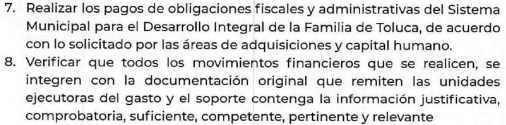 7. Realizar los pagos de obligaciones fiscales y administrativas del Sistema
Municipal para el Desarrollo Integral de la Familia de Toluca, de acuerdo
con lo solicitado por las áreas de adquisiciones y capital humano.
8. Verificar que todos los movimientos financieros que se realicen, se
integren con la documentación original que remiten las unidades
ejecutoras del gasto y el soporte contenga la información justificativa,
comprobatoria, suficiente, competente, pertinente y relevante